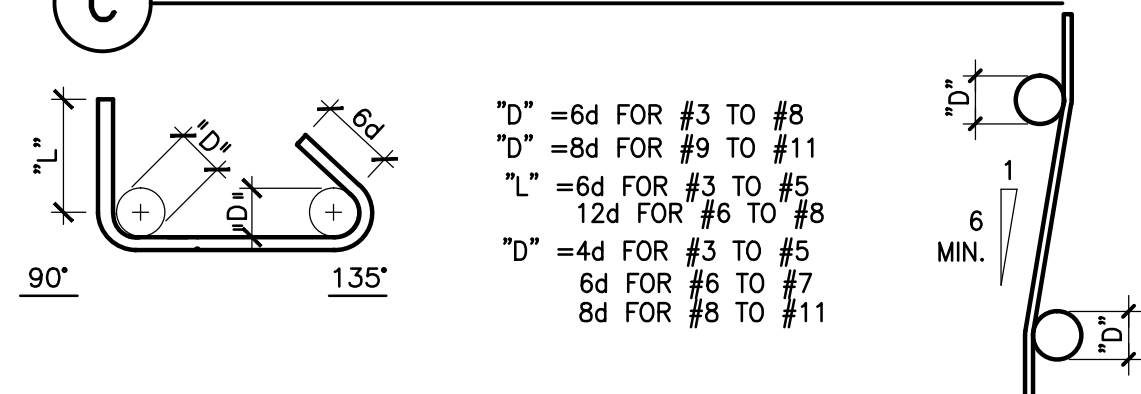 C
"L"
"D"
"D"
6d
90°
135°
"D" =6d FOR #3 TO #8
"D" =8d FOR #9 TO #11
"L" =6d FOR #3 TO #5
12d FOR #6 TO #8
"D" =4d FOR #3 TO #5
6d FOR #6 TO #7
8d FOR #8 TO #11
"D"
1
6
MIN.
"D"